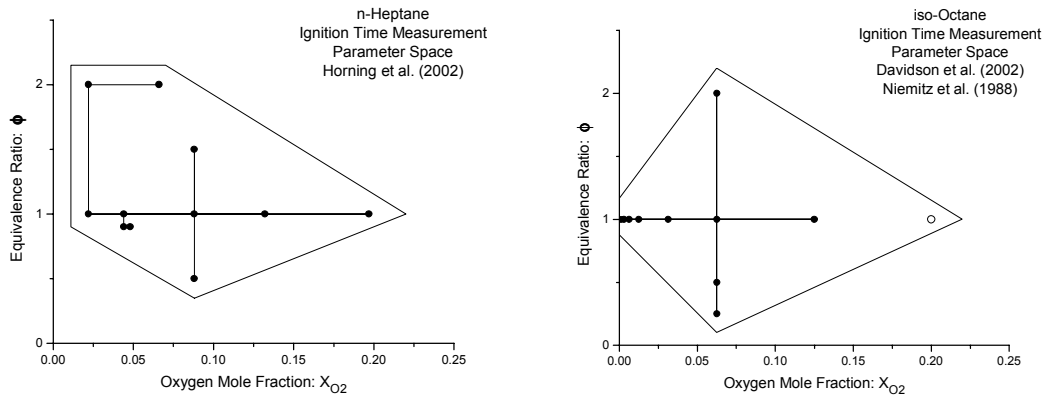 n-Heptane
Ignition Time Measurement
Parameter Space
Horning et al. (2002)
2
1
0
Equivalence Ratio: ϕ
0.00 0.05 0.10 0.15 0.20 0.25
Oxygen Mole Fraction: X_O2
iso-Octane
Ignition Time Measurement
Parameter Space
Davidson et al. (2002)
Niemitz et al. (1988)
2
1
0
Equivalence Ratio: ϕ
0.00 0.05 0.10 0.15 0.20 0.25
Oxygen Mole Fraction: X_O2